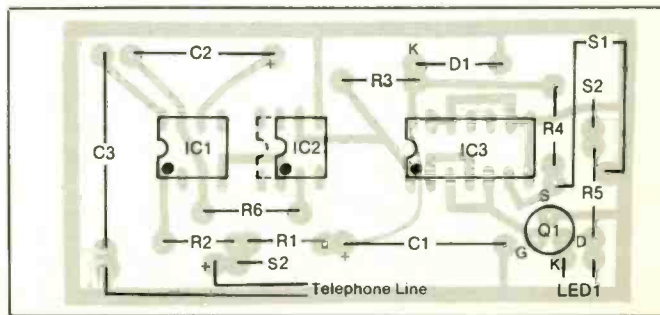 S1
C2
K
D1
+
R3
S2
C3
IC1
IC2
IC3
R4
S
R5
R6
Q1
R2
R1
+
C1
G
D
+
S2
K
Telephone Line
LED1